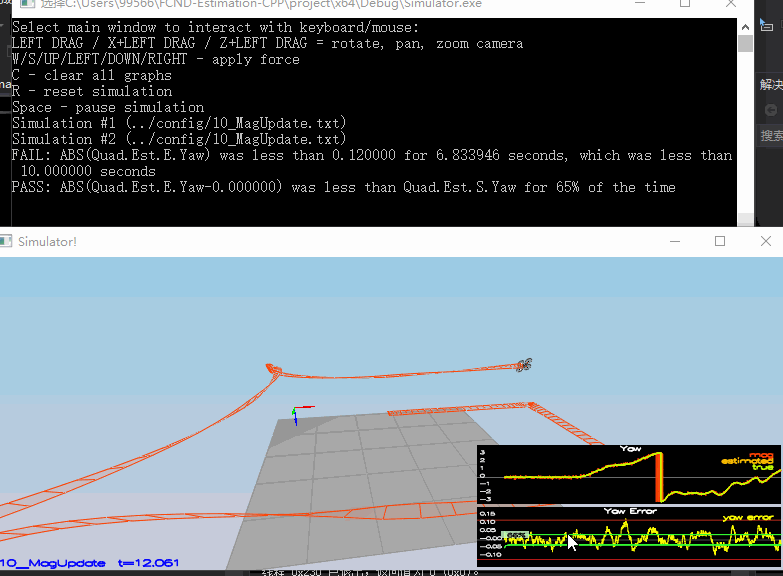 选择C:\Users\99566\FCND-Estimation-CPP\project\x64\Debug\Simulator.exe
Select main window to interact with keyboard/mouse:
LEFT DRAG / X+LEFT DRAG / Z+LEFT DRAG = rotate, pan, zoom camera
W/S/UP/LEFT/DOWN/RIGHT - apply force
C - clear all graphs
R - reset simulation
Space - pause simulation
Simulation #1 (../config/10_MagUpdate.txt)
Simulation #2 (../config/10_MagUpdate.txt)
FAIL: ABS(Quad.Est.E.Yaw) was less than 0.120000 for 6.833946 seconds, which was less than
10.000000 seconds
PASS: ABS(Quad.Est.E.Yaw-0.000000) was less than Quad.Est.S.Yaw for 65% of the time
解决
搜索
Simulator!
Yaw
3
2
1
0
-1
-2
-3
mag
estimated
true
Yaw Error
0.15
0.10
0.05
-0.00
-0.05
-0.10
yaw error
10_MagUpdate t=12.061